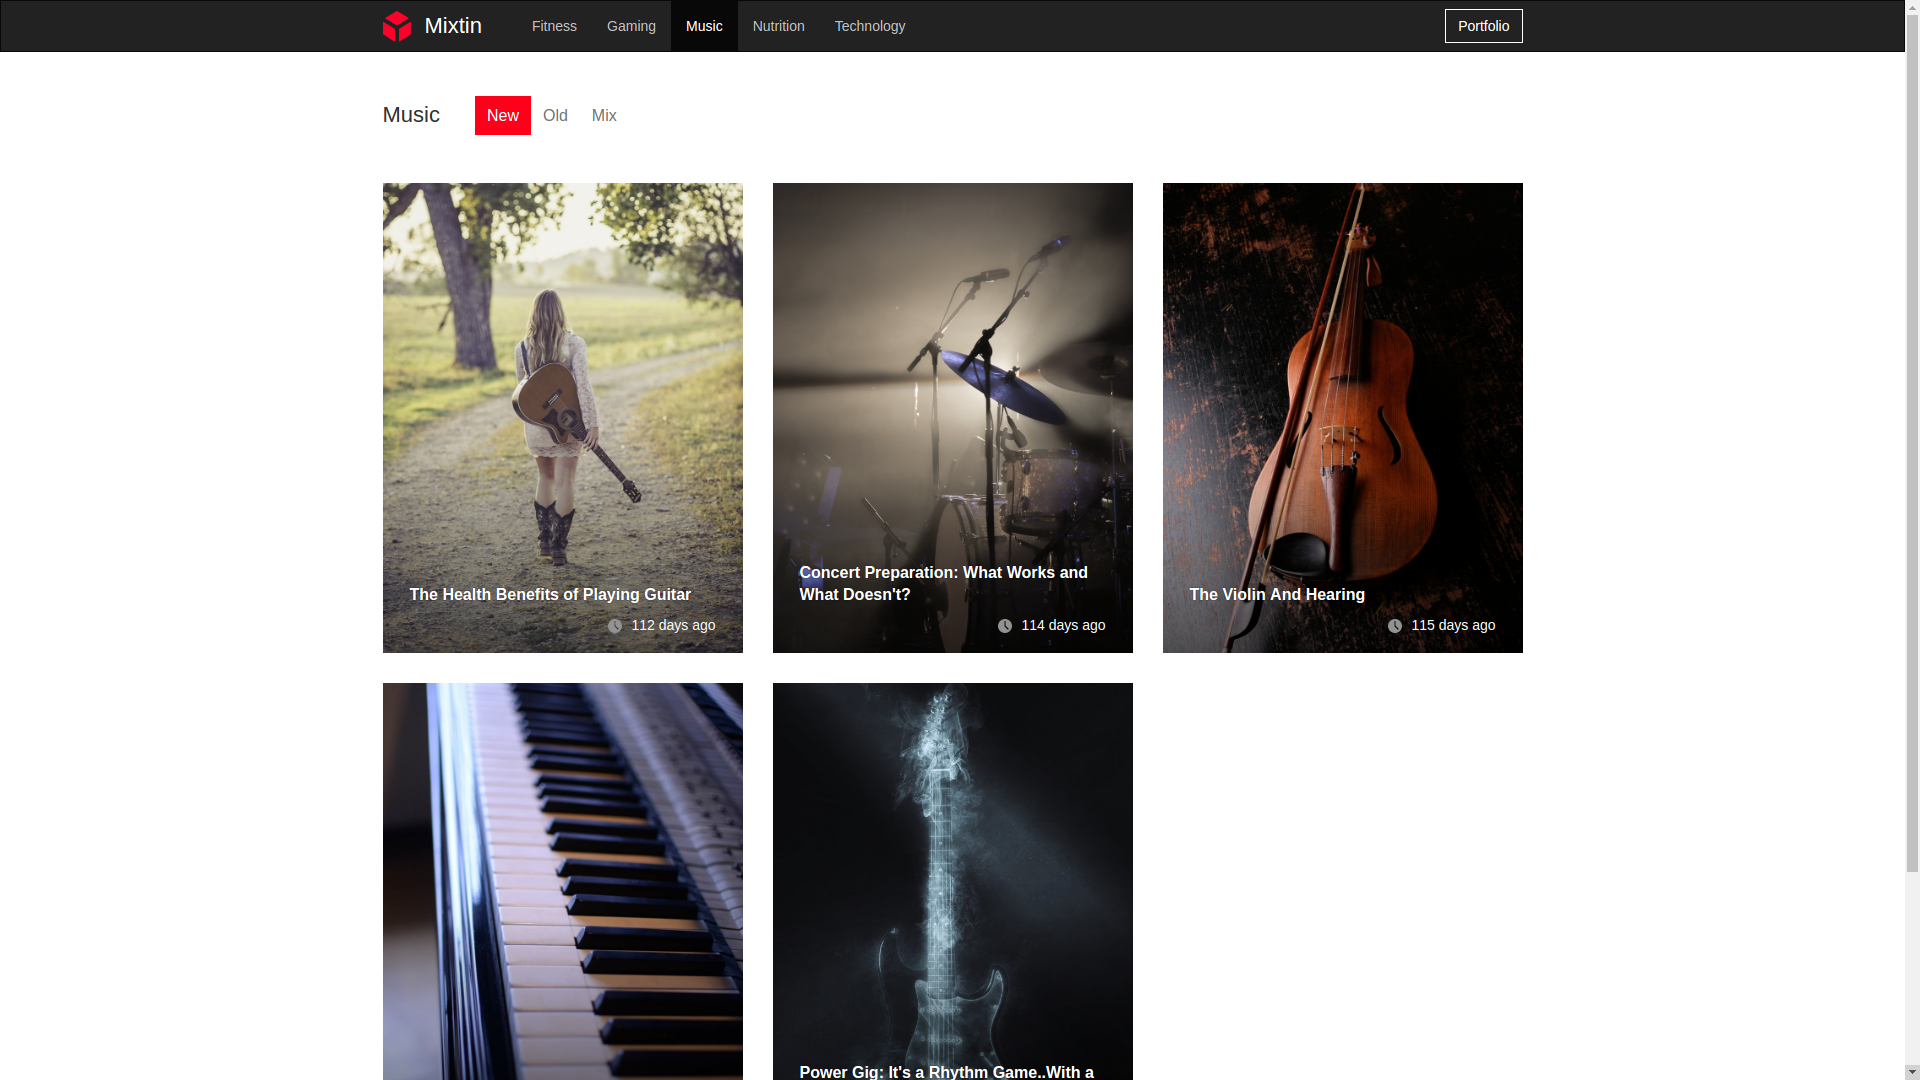 Mixtin
Fitness
Gaming
Music
Nutrition
Technology
Portfolio
Music
New
Old
Mix
The Health Benefits of Playing Guitar
112 days ago
Concert Preparation: What Works and
What Doesn't?
114 days ago
The Violin And Hearing
115 days ago
Power Gig: It's a Rhythm Game..With a